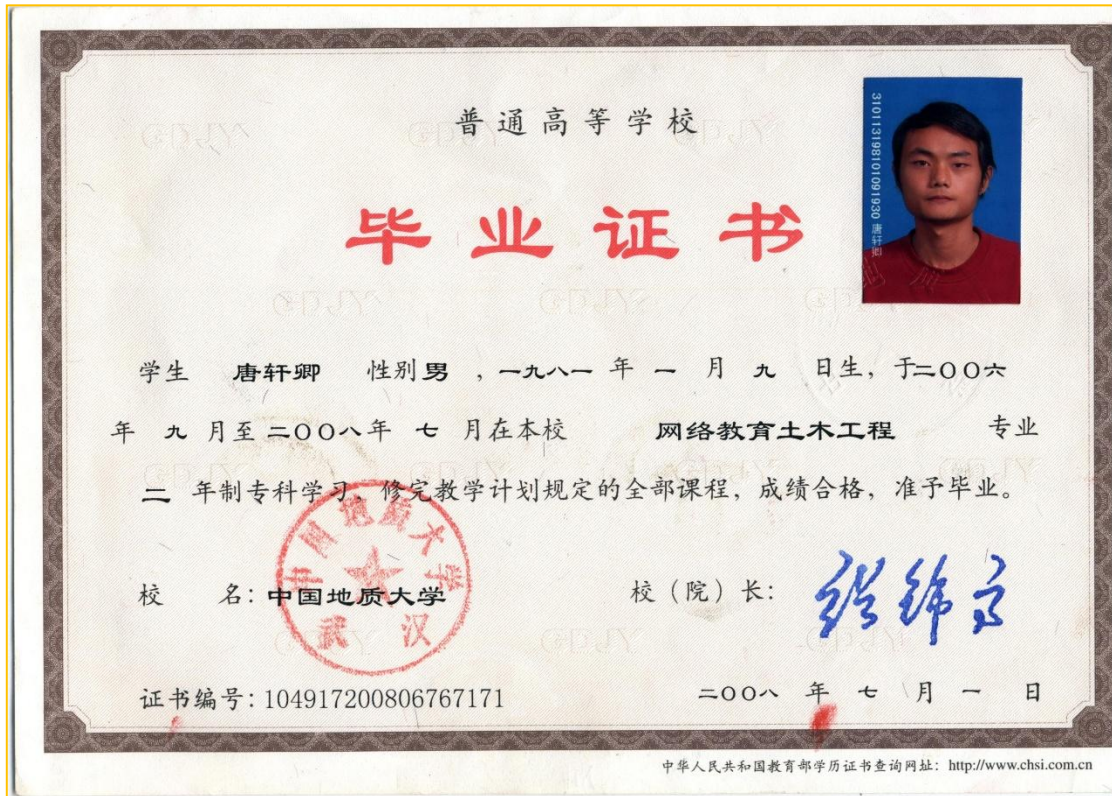 普通高等学校
毕业证书
310113198101091930 唐轩卿
学生 唐轩卿 性别 男 , 一九八一 年 一 月 九 日生, 于二〇〇六
年 九 月至 二〇〇八年 七 月在本校 网络教育土木工程 专业
二 年制专科学习, 修完教学计划规定的全部课程, 成绩合格, 准予毕业。
校 名: 中国地质大学
校(院)长:
中国地质大学
武汉
证书编号: 104917200806767171
二〇〇八 年 七 月 一 日
中华人民共和国教育部学历证书查询网址: http://www.chsi.com.cn